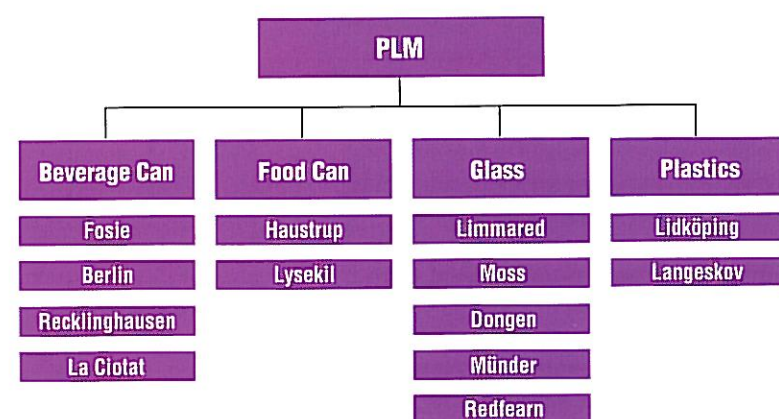 PLM
Beverage Can
Fosie
Berlin
Recklinghausen
La Ciotat
Food Can
Haustrup
Lysekil
Glass
Limmared
Moss
Dongen
Münder
Redfearn
Plastics
Lidköping
Langeskov